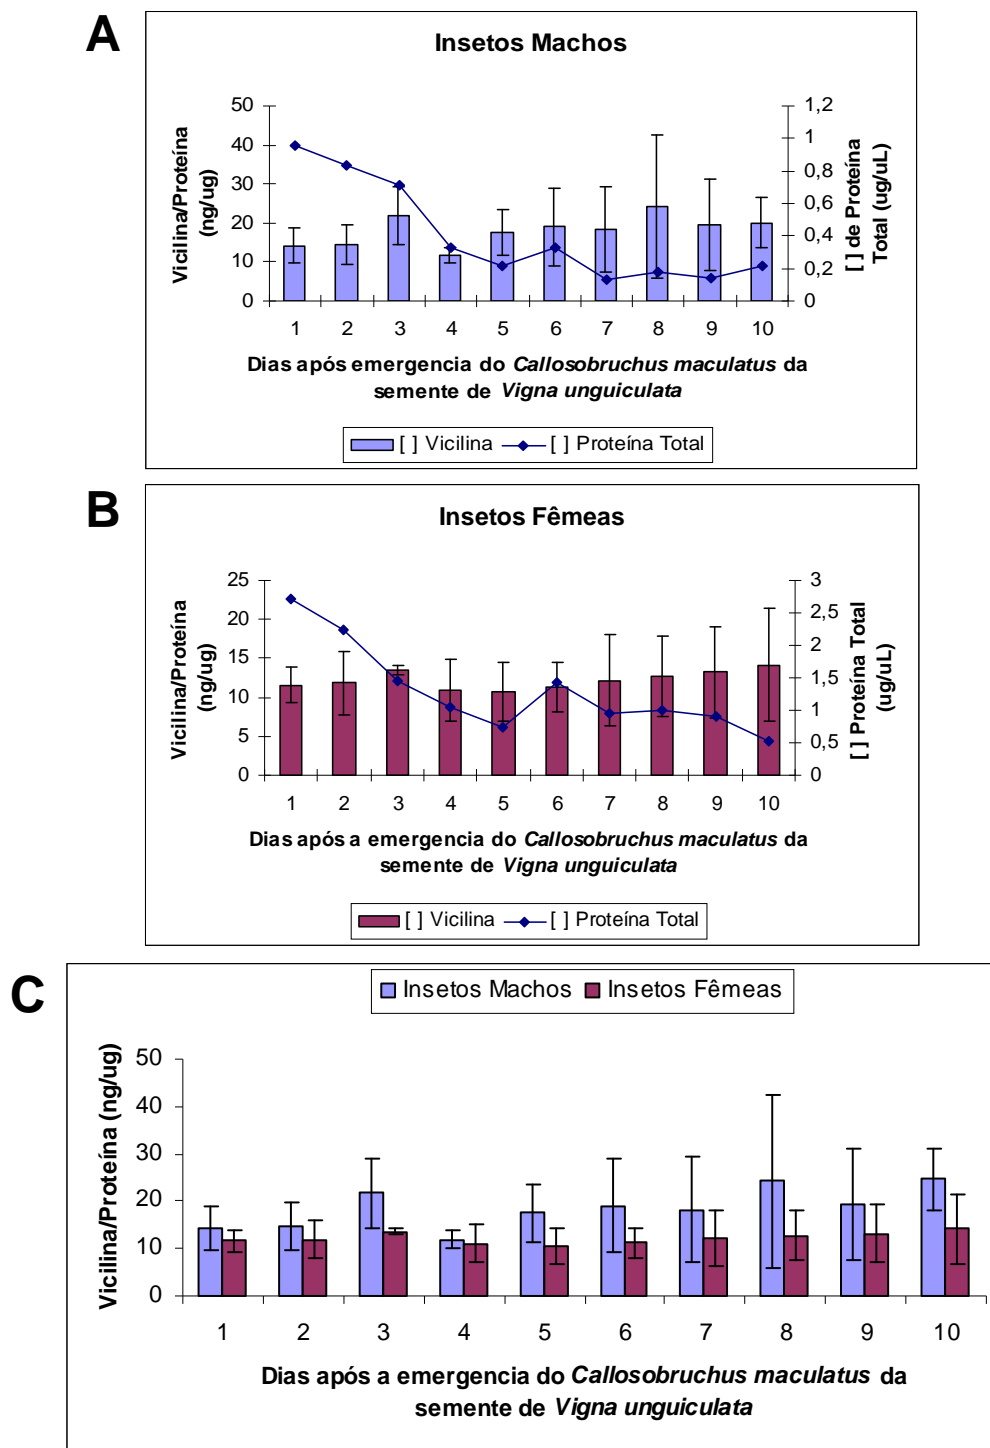 A
Insetos Machos
Vicilina/Proteína
(ng/ug)
50
40
30
20
10
0
1,2
1
0,8
0,6
0,4
0,2
0
[ ] de Proteína
Total (ug/uL)
1 2 3 4 5 6 7 8 9 10
Dias após emergencia do Callosobruchus maculatus da
semente de Vigna unguiculata
[ ] Vicilina [ ] Proteína Total
B
Insetos Fêmeas
Vicilina/Proteína
(ng/ug)
25
20
15
10
5
0
3
2,5
2
1,5
1
0,5
0
[ ] Proteína Total
(ug/uL)
1 2 3 4 5 6 7 8 9 10
Dias após a emergencia do Callosobruchus maculatus da
semente de Vigna unguiculata
[ ] Vicilina [ ] Proteína Total
C
Insetos Machos Insetos Fêmeas
Vicilina/Proteína (ng/ug)
50
40
30
20
10
0
1 2 3 4 5 6 7 8 9 10
Dias após a emergencia do Callosobruchus maculatus da
semente de Vigna unguiculata